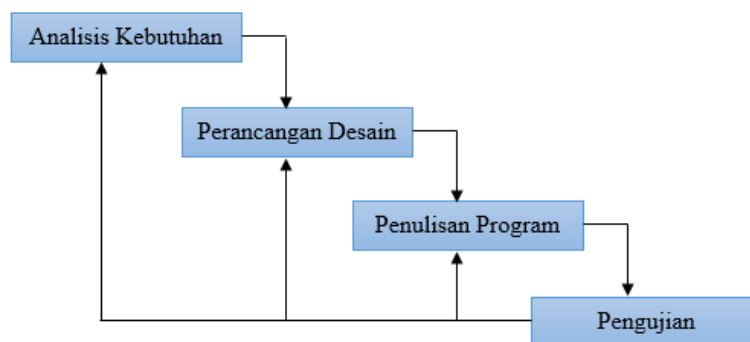 Analisis Kebutuhan
Perancangan Desain
Penulisan Program
Pengujian